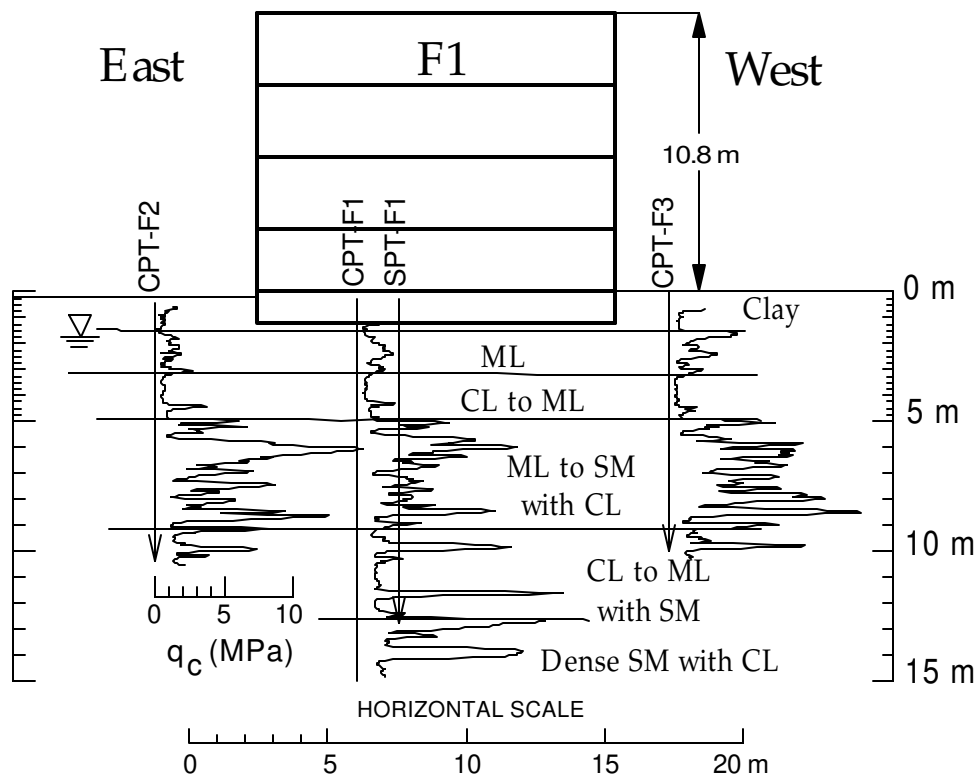 East
F1
West
10.8 m
CPT-F2
CPT-F1
SPT-F1
CPT-F3
0 m
Clay
ML
CL to ML
5 m
ML to SM
with CL
10 m
CL to ML
with SM
0 5 10
qc (MPa)
Dense SM with CL
15 m
HORIZONTAL SCALE
0 5 10 15 20 m